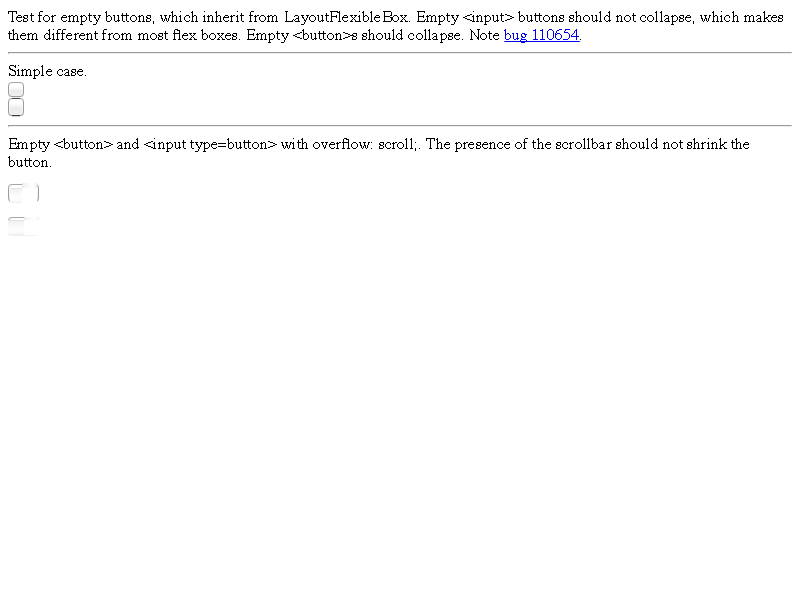 Test for empty buttons, which inherit from LayoutFlexibleBox. Empty <input> buttons should not collapse, which makes
them different from most flex boxes. Empty <button>s should collapse. Note bug 110654.
Simple case.
Empty <button> and <input type=button> with overflow: scroll;. The presence of the scrollbar should not shrink the
button.